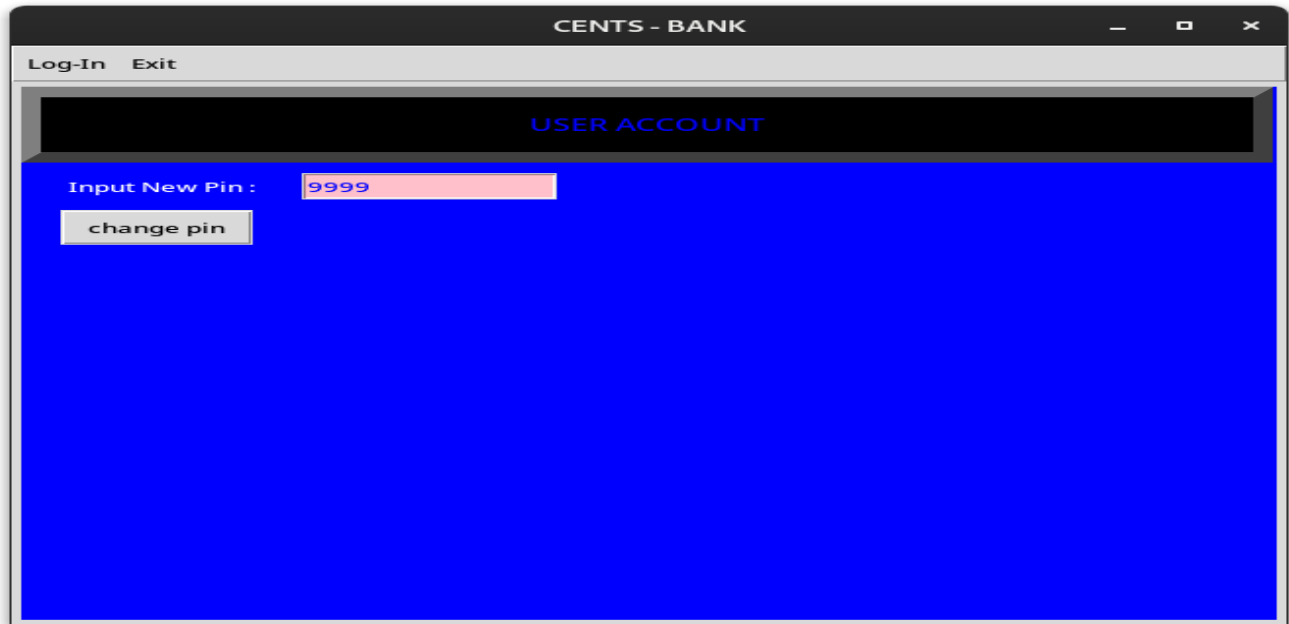 CENTS - BANK
Log-In Exit
USER ACCOUNT
Input New Pin : 9999
change pin